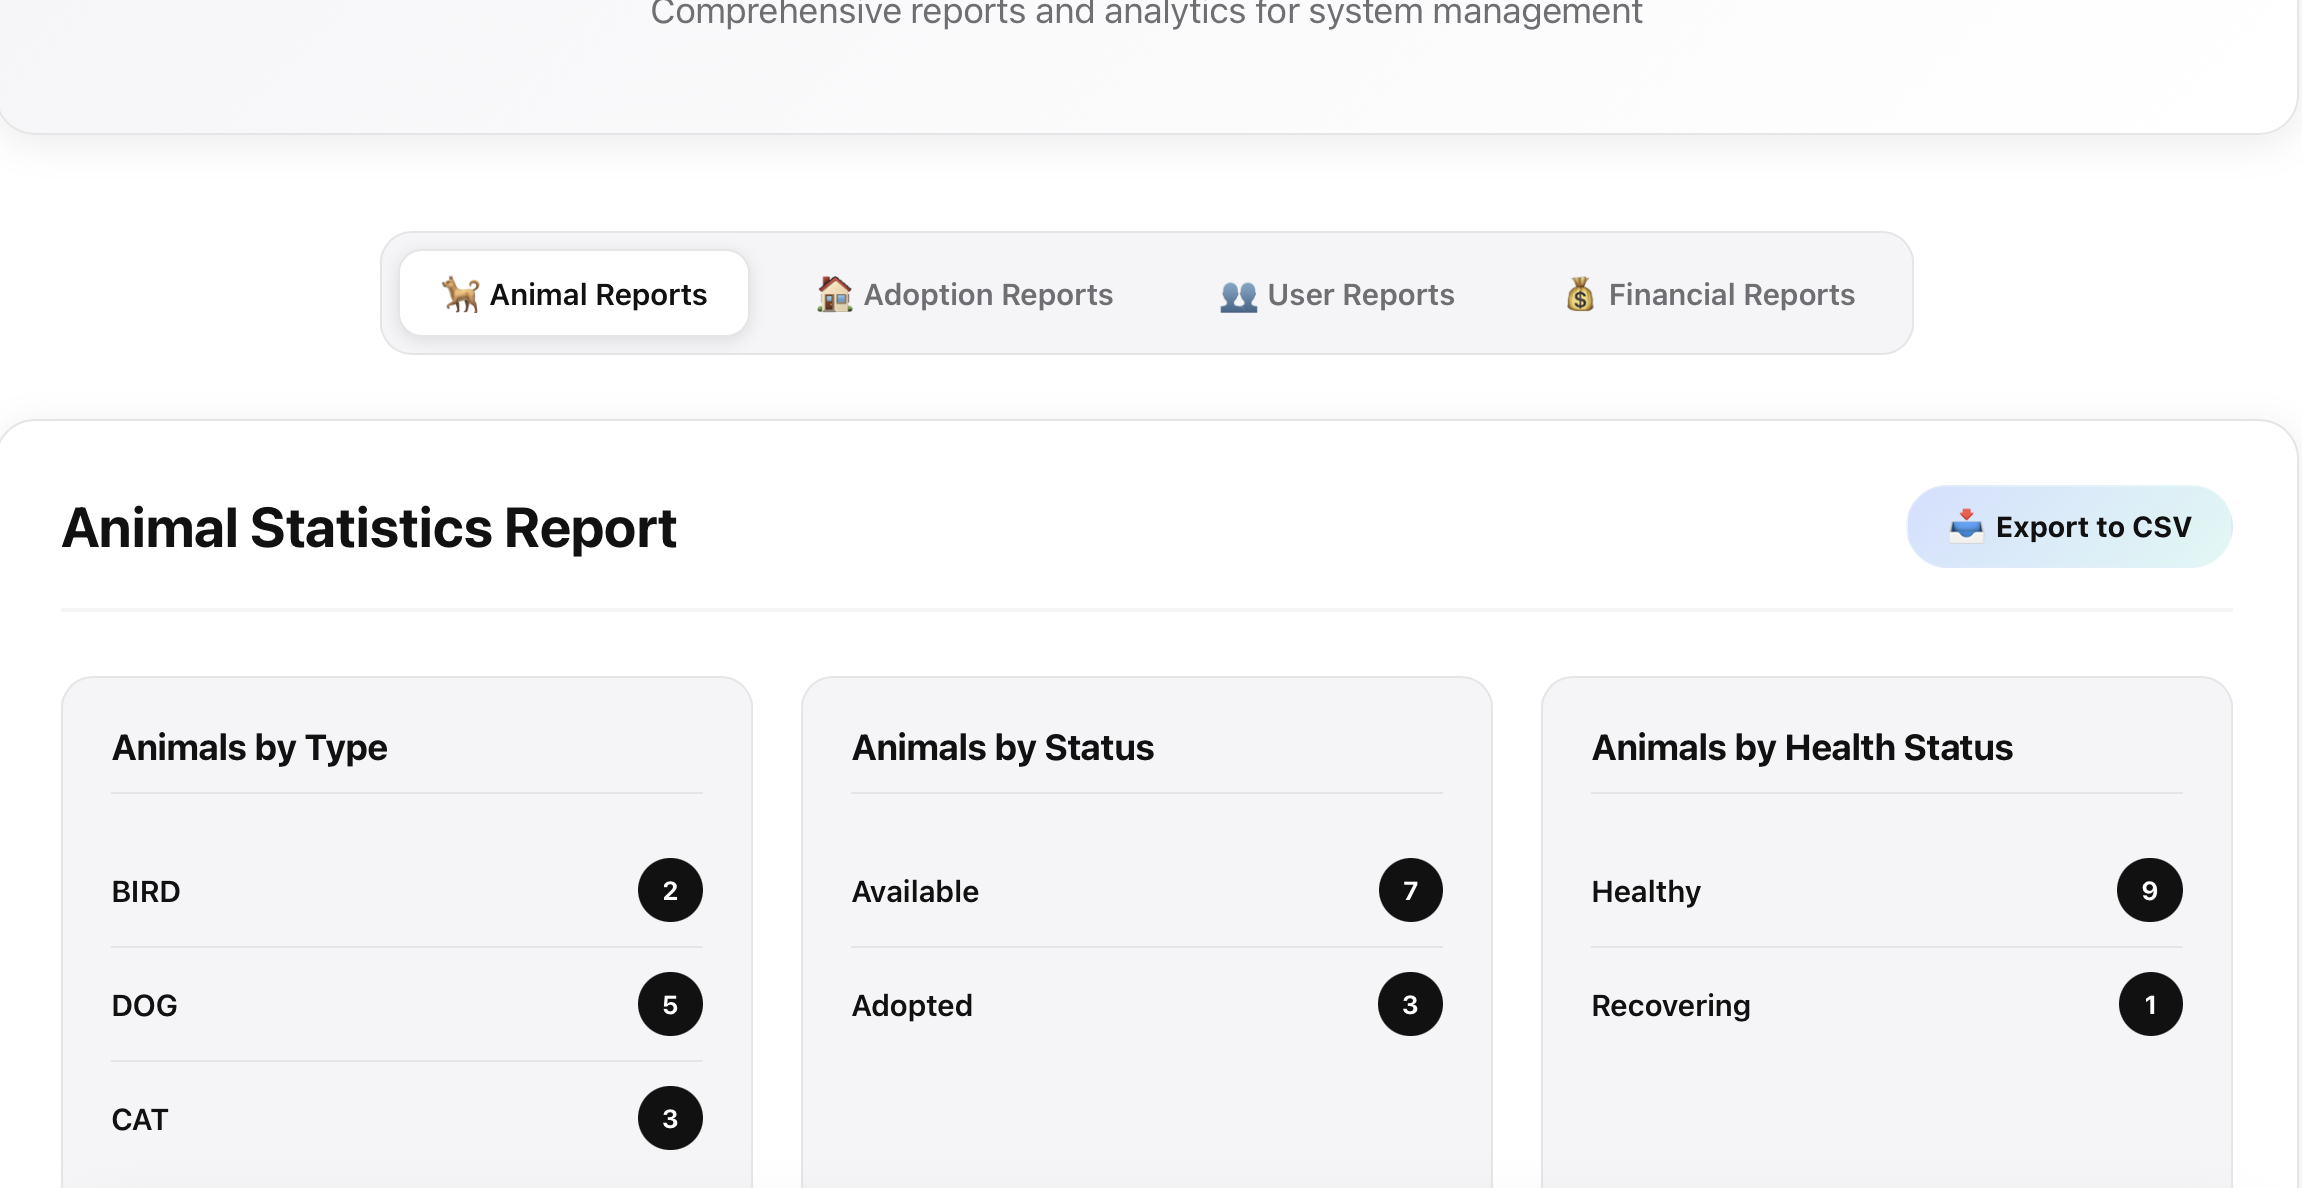 Comprehensive reports and analytics for system management
Animal Reports
Adoption Reports
User Reports
Financial Reports
Animal Statistics Report
Export to CSV
Animals by Type
BIRD 2
DOG 5
CAT 3
Animals by Status
Available 7
Adopted 3
Animals by Health Status
Healthy 9
Recovering 1